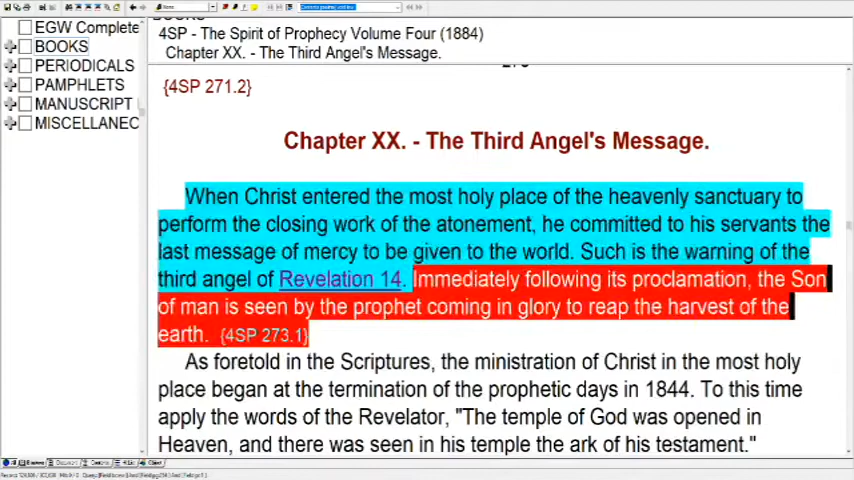 EGW Complete
BOOKS
PERIODICALS
PAMPHLETS
MANUSCRIPT
MISCELLANEC
4SP - The Spirit of Prophecy Volume Four (1884)
Chapter XX. - The Third Angel's Message.
{4SP 271.2}
Chapter XX. - The Third Angel's Message.
When Christ entered the most holy place of the heavenly sanctuary to
perform the closing work of the atonement, he committed to his servants the
last message of mercy to be given to the world. Such is the warning of the
third angel of Revelation 14. Immediately following its proclamation, the Son
of man is seen by the prophet coming in glory to reap the harvest of the
earth. {4SP 273.1}
As foretold in the Scriptures, the ministration of Christ in the most holy
place began at the termination of the prophetic days in 1844. To this time
apply the words of the Revelator, "The temple of God was opened in
Heaven, and there was seen in his temple the ark of his testament."